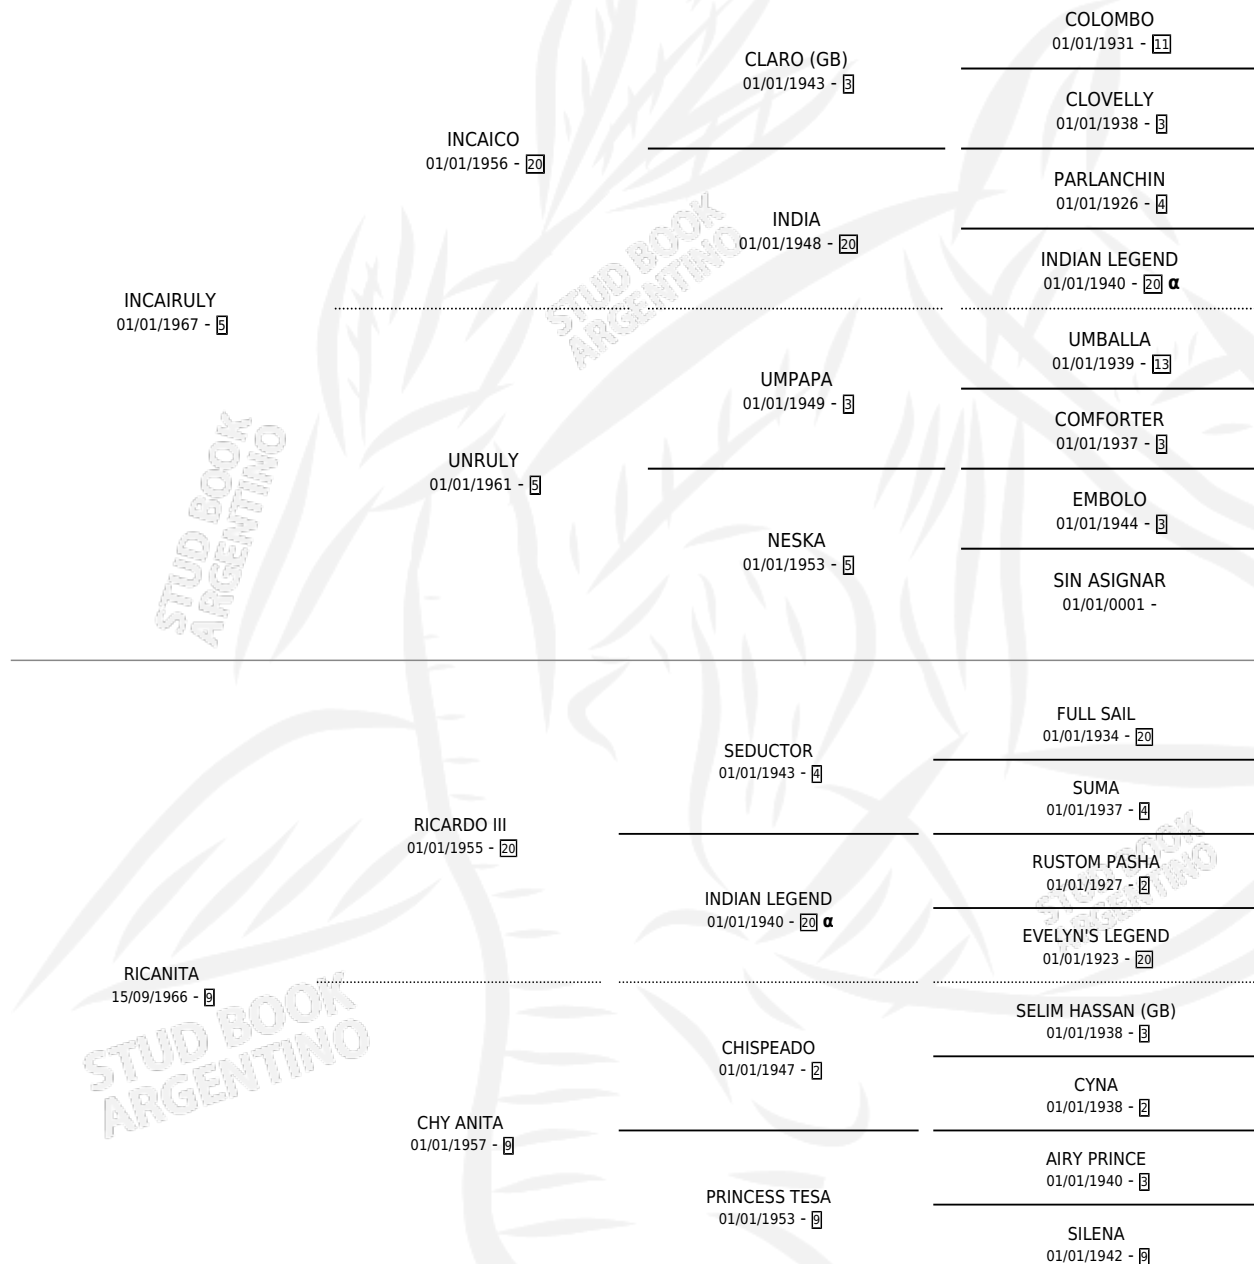 COLOMBO
01/01/1931 - 11
CLARO (GB)
01/01/1943 - 3
CLOVELLY
01/01/1938 - 3
INCAICO
01/01/1956 - 20
PARLANCHIN
01/01/1926 - 4
INDIA
01/01/1948 - 20
INDIAN LEGEND
01/01/1940 - 20 α
INCAIRULY
01/01/1967 - 5
UMBALLA
01/01/1939 - 13
UMPAPA
01/01/1949 - 3
COMFORTER
01/01/1937 - 3
UNRULY
01/01/1961 - 5
EMBOLO
01/01/1944 - 3
NESKA
01/01/1953 - 5
SIN ASIGNAR
01/01/0001 -
FULL SAIL
01/01/1934 - 20
SEDUCTOR
01/01/1943 - 4
SUMA
01/01/1937 - 4
RICARDO III
01/01/1955 - 20
RUSTOM PASHA
01/01/1927 - 2
INDIAN LEGEND
01/01/1940 - 20 α
EVELYN'S LEGEND
01/01/1923 - 20
RICANITA
15/09/1966 - 9
SELIM HASSAN (GB)
01/01/1938 - 3
CHISPEADO
01/01/1947 - 2
CYNA
01/01/1938 - 2
CHY ANITA
01/01/1957 - 9
AIRY PRINCE
01/01/1940 - 3
PRINCESS TESA
01/01/1953 - 9
SILENA
01/01/1942 - 9
STUD BOOK
ARGENTINO
STUD BOOK
ARGENTINO
STUD BOOK
ARGENTINO
STUD BOOK
ARGENTINO